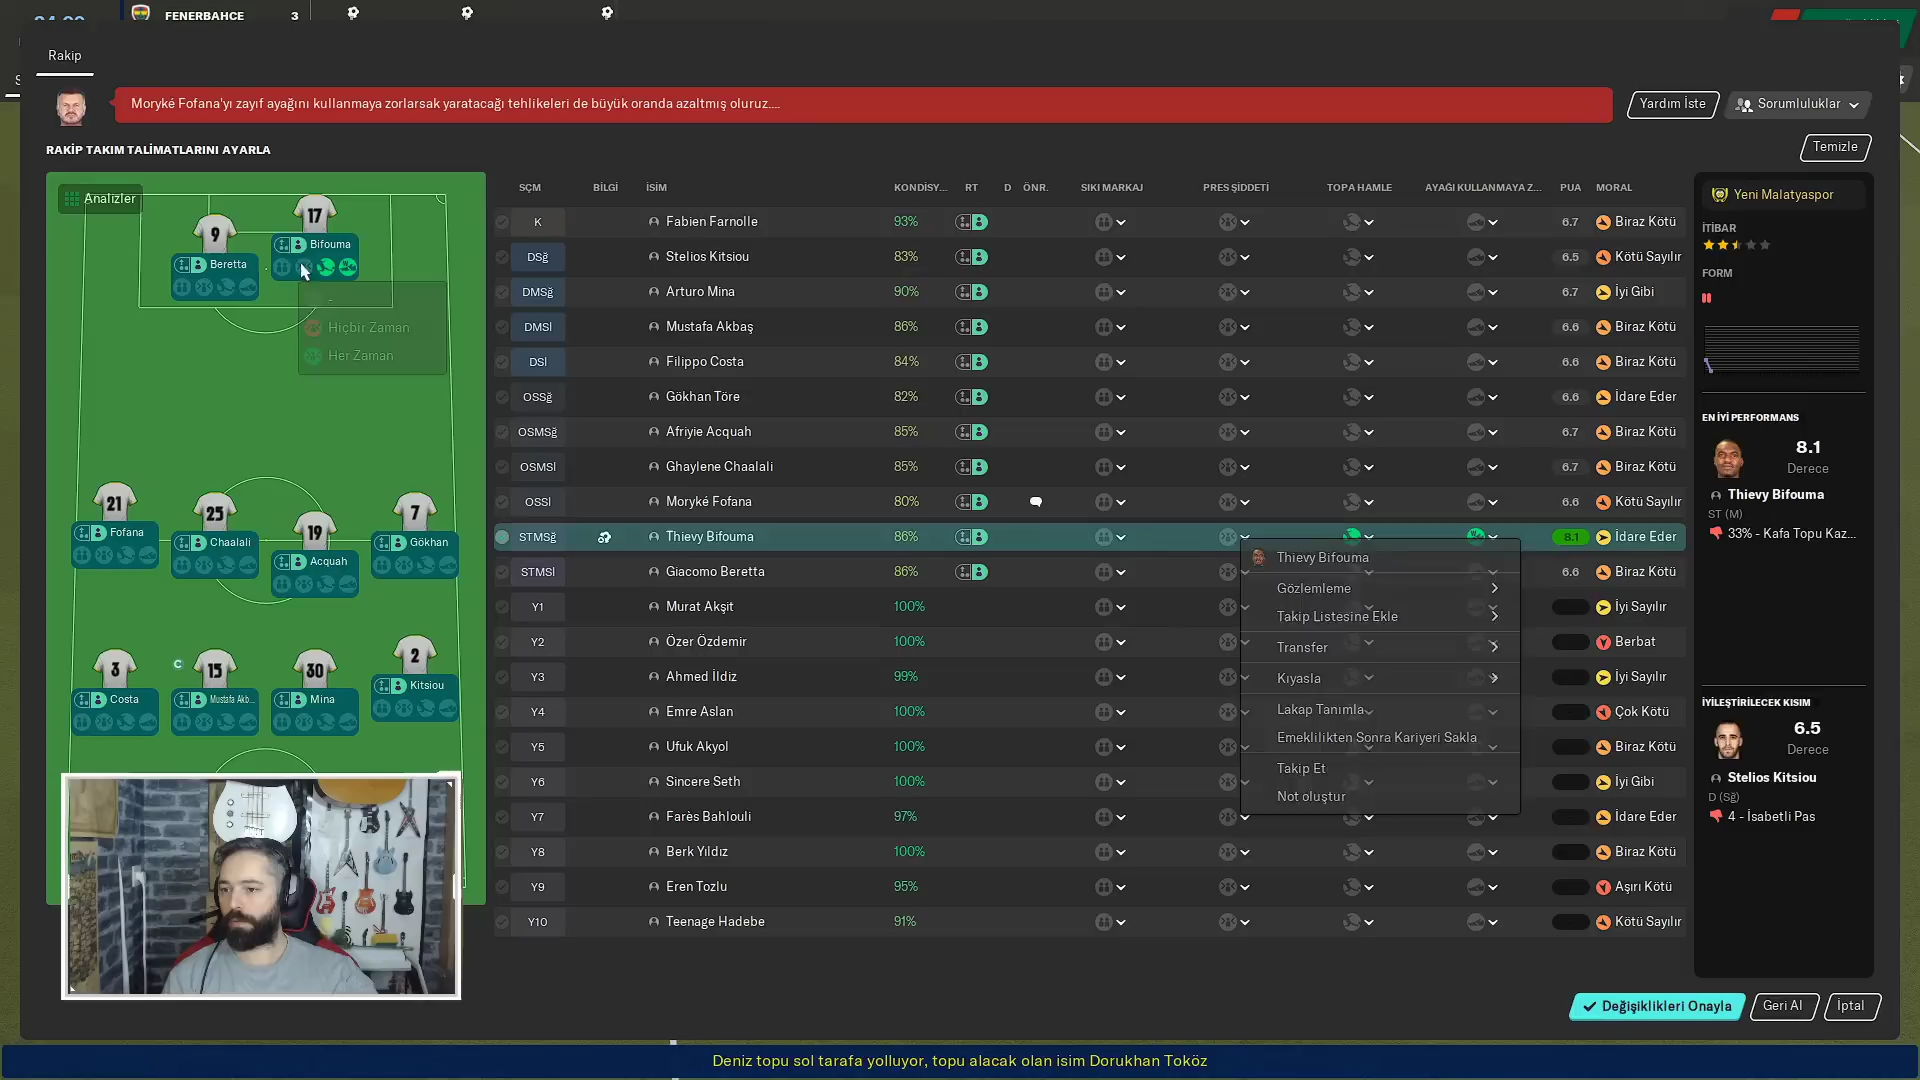 FENERBAHCE 3
Rakip
Moryké Fofana'yı zayıf ayağını kullanmaya zorlarsak yaratacağı tehlikeleri de büyük oranda azaltmış oluruz....
Yardım İste
Sorumluluklar
RAKİP TAKIM TALİMATLARINI AYARLA
Temizle
Analizler
9
Beretta
17
Bifouma
-
Hiçbir Zaman
Her Zaman
21
Fofana
25
Chaalali
19
Acquah
7
Gökhan
3
Costa
C
15
Mustafa Akb...
30
Mina
2
Kitsiou
SÇM BİLGİ İSİM KONDİSY... RT D ÖNR. SIKI MARKAJ PRES ŞİDDETİ TOPA HAMLE AYAĞI KULLANMAYA Z... PUA MORAL
K Fabien Farnolle 93% 6.7 Biraz Kötü
DSğ Stelios Kitsiou 83% 6.5 Kötü Sayılır
DMSğ Arturo Mina 90% 6.7 İyi Gibi
DMSl Mustafa Akbaş 86% 6.6 Biraz Kötü
DSl Filippo Costa 84% 6.6 Biraz Kötü
OSSğ Gökhan Töre 82% 6.6 İdare Eder
OSMSğ Afriyie Acquah 85% 6.7 Biraz Kötü
OSMSl Ghaylene Chaalali 85% 6.7 Biraz Kötü
OSSl Moryké Fofana 80% 6.6 Kötü Sayılır
STMSğ Thievy Bifouma 86% 8.1 İdare Eder
STMSl Giacomo Beretta 86% 6.6 Biraz Kötü
Y1 Murat Akşit 100% İyi Sayılır
Y2 Özer Özdemir 100% Berbat
Y3 Ahmed İldiz 99% İyi Sayılır
Y4 Emre Aslan 100% Çok Kötü
Y5 Ufuk Akyol 100% Biraz Kötü
Y6 Sincere Seth 100% İyi Gibi
Y7 Farès Bahlouli 97% İdare Eder
Y8 Berk Yıldız 100% Biraz Kötü
Y9 Eren Tozlu 95% Aşırı Kötü
Y10 Teenage Hadebe 91% Kötü Sayılır
Thievy Bifouma
Gözlemleme
Takip Listesine Ekle
Transfer
Kıyasla
Lakap Tanımla
Emeklilikten Sonra Kariyeri Sakla
Takip Et
Not oluştur
Yeni Malatyaspor
İTİBAR
FORM
EN İYİ PERFORMANS
8.1
Derece
Thievy Bifouma
ST (M)
33% - Kafa Topu Kaz...
İYİLEŞTİRİLECEK KISIM
6.5
Derece
Stelios Kitsiou
D (Sğ)
4 - İsabetli Pas
Değişiklikleri Onayla
Geri Al
İptal
Deniz topu sol tarafa yolluyor, topu alacak olan isim Dorukhan Toköz